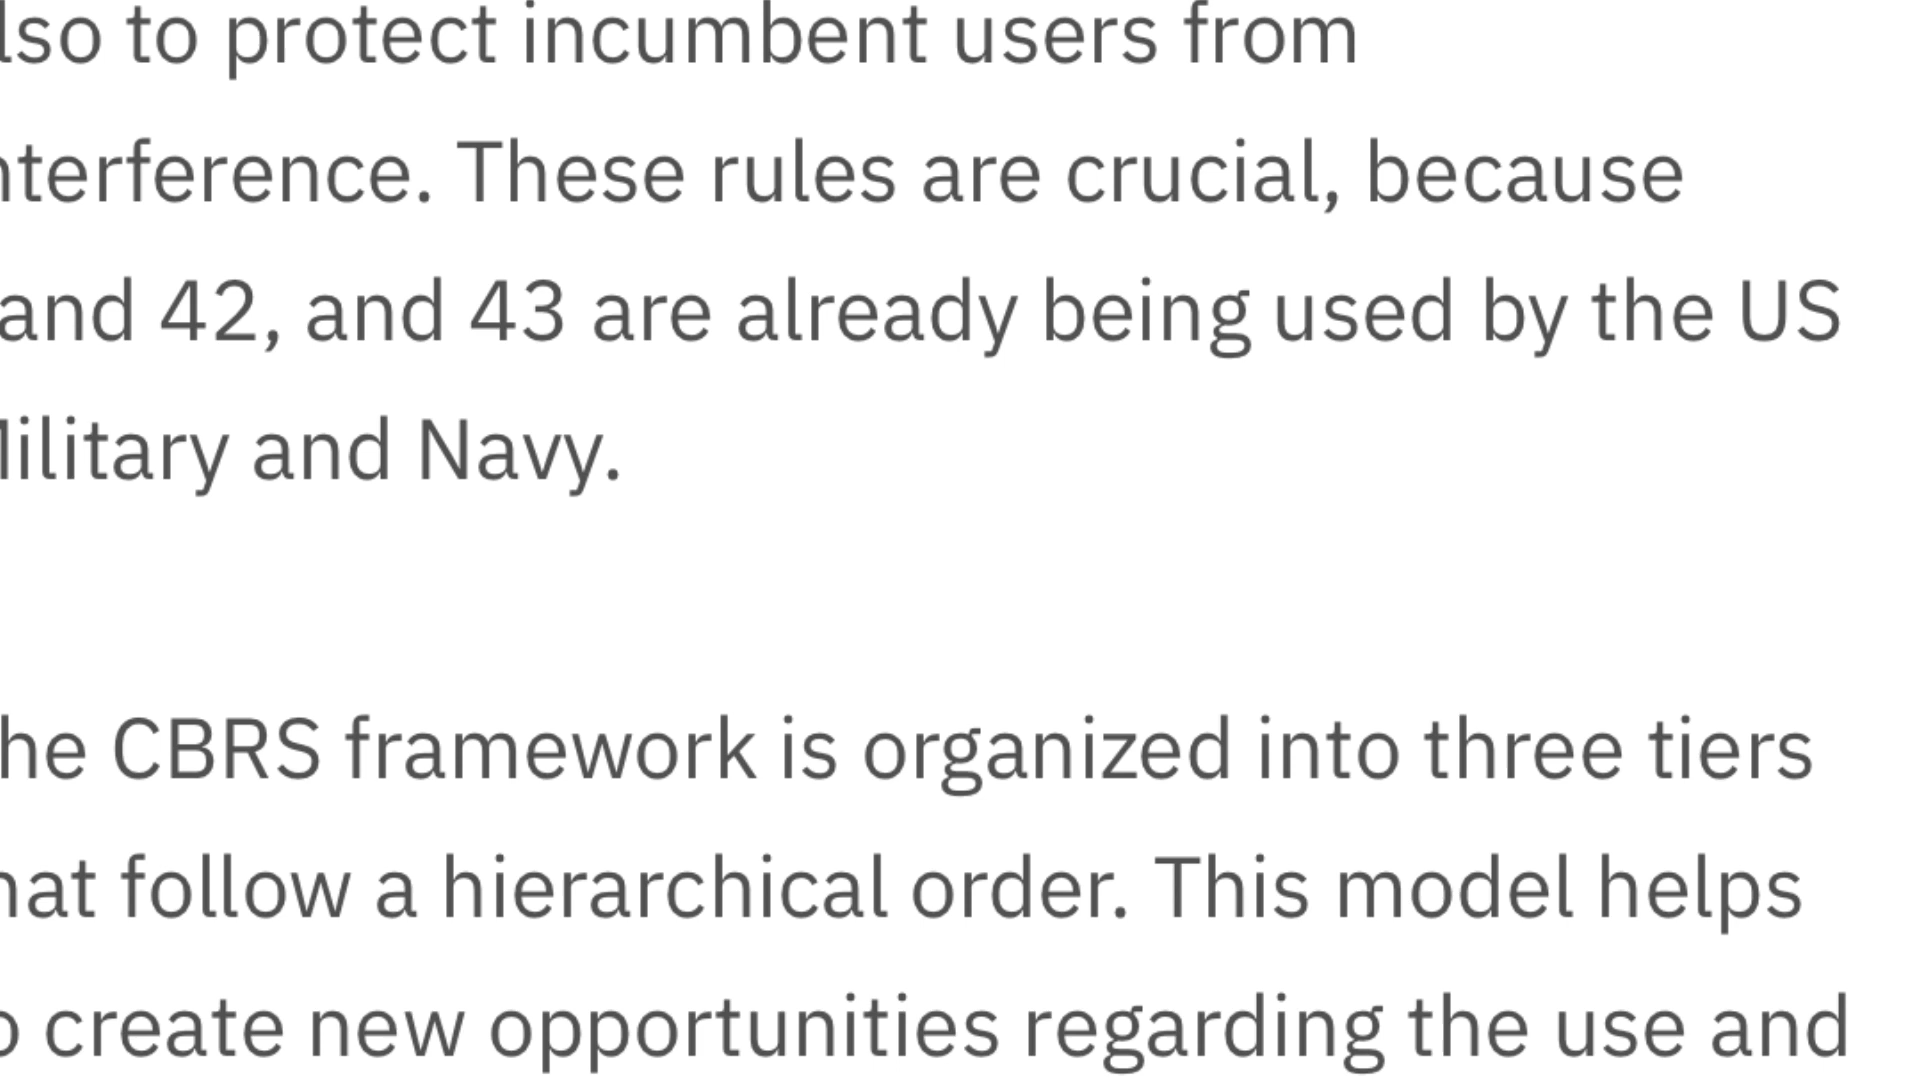 lso to protect incumbent users from
nterference. These rules are crucial, because
and 42, and 43 are already being used by the US
Military and Navy.
he CBRS framework is organized into three tiers
hat follow a hierarchical order. This model helps
o create new opportunities regarding the use and